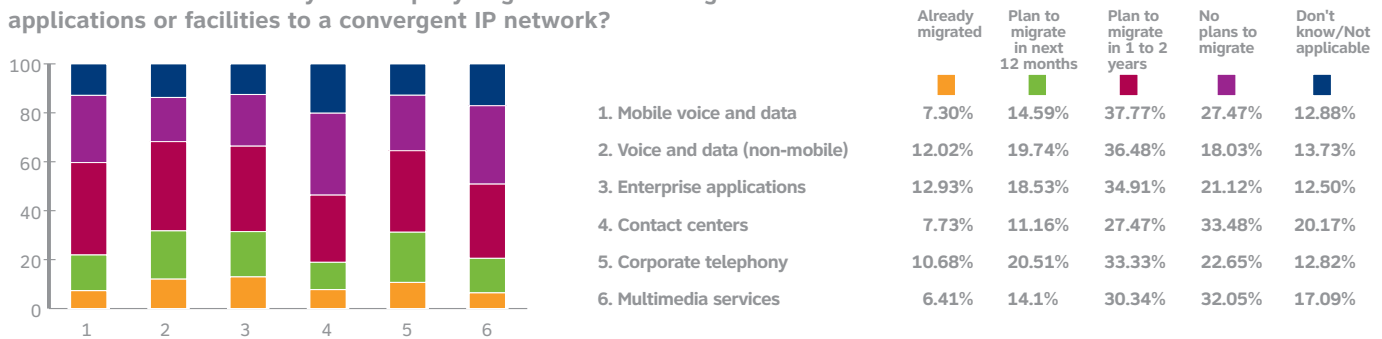 applications or facilities to a convergent IP network?
Already migrated
Plan to migrate in next 12 months
Plan to migrate in 1 to 2 years
No plans to migrate
Don't know/Not applicable
100
80
60
40
20
0
1 2 3 4 5 6
1. Mobile voice and data 7.30% 14.59% 37.77% 27.47% 12.88%
2. Voice and data (non-mobile) 12.02% 19.74% 36.48% 18.03% 13.73%
3. Enterprise applications 12.93% 18.53% 34.91% 21.12% 12.50%
4. Contact centers 7.73% 11.16% 27.47% 33.48% 20.17%
5. Corporate telephony 10.68% 20.51% 33.33% 22.65% 12.82%
6. Multimedia services 6.41% 14.1% 30.34% 32.05% 17.09%